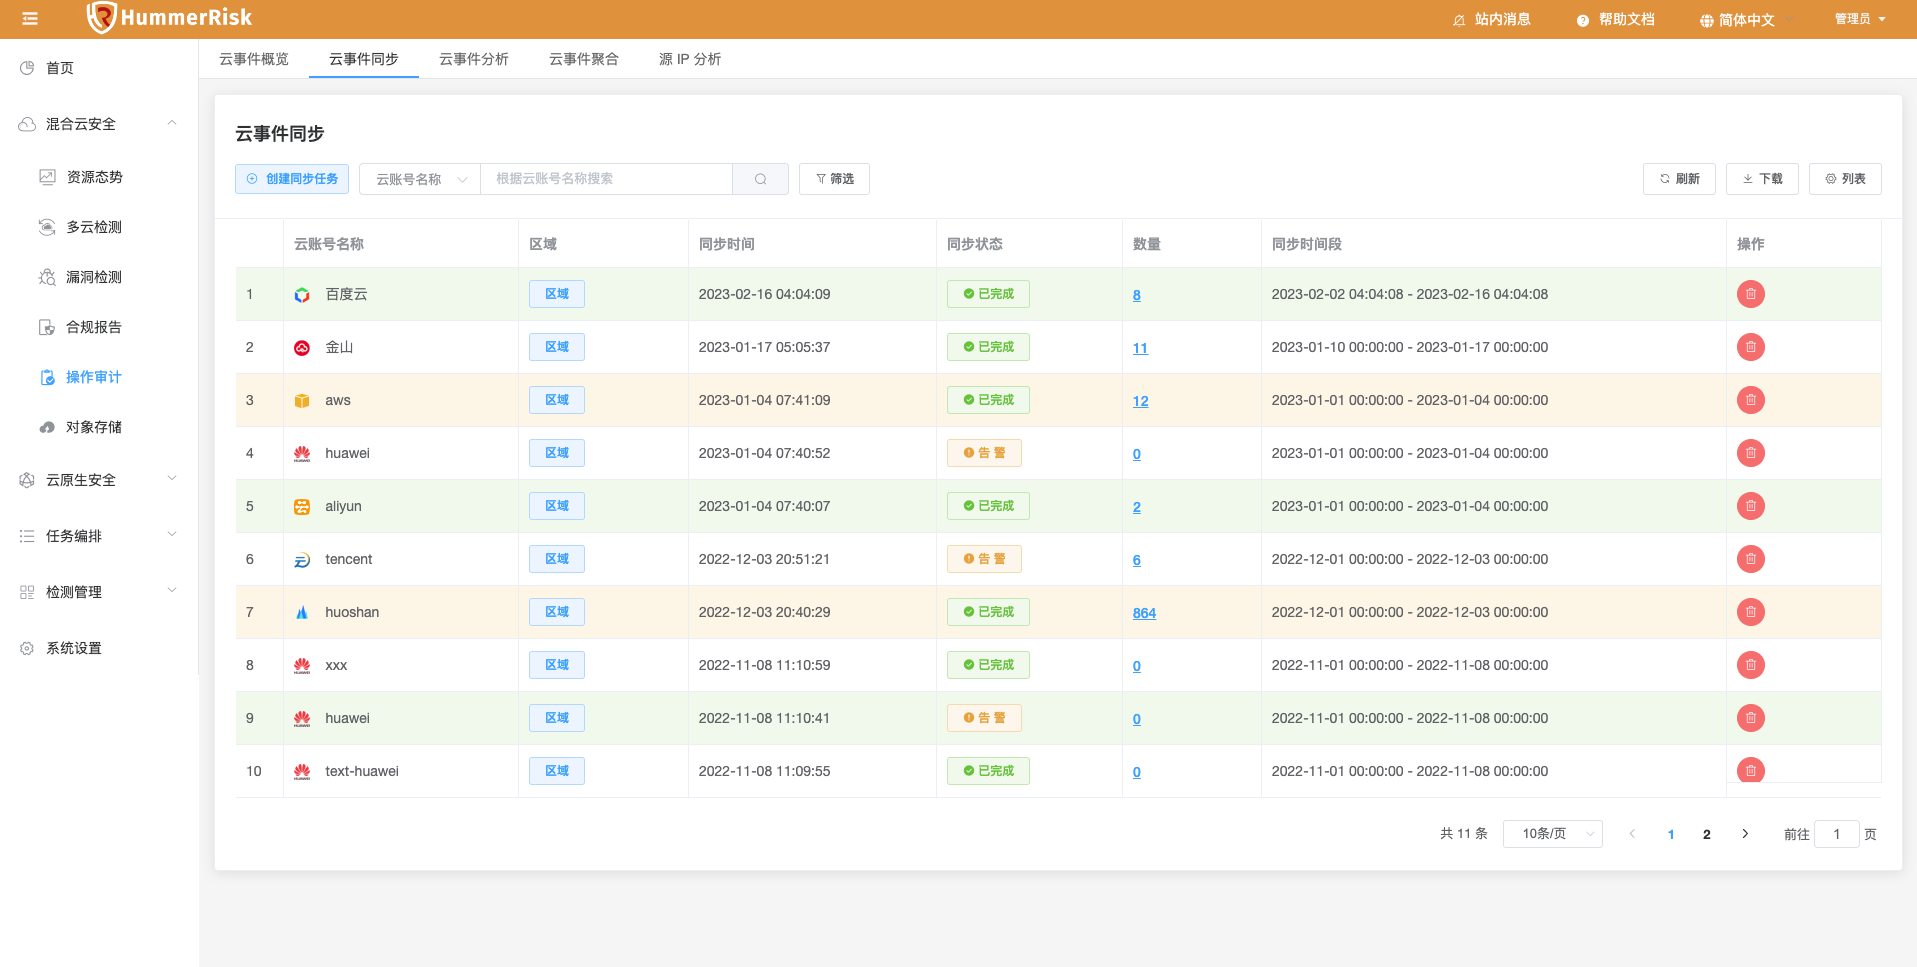 HummerRisk
站内消息
帮助文档
简体中文
管理员
首页
混合云安全
资源态势
多云检测
漏洞检测
合规报告
操作审计
对象存储
云原生安全
任务编排
检测管理
系统设置
云事件概览
云事件同步
云事件分析
云事件聚合
源 IP 分析
云事件同步
创建同步任务
云账号名称
根据云账号名称搜索
筛选
刷新
下载
列表
云账号名称 区域 同步时间 同步状态 数量 同步时间段 操作
1 百度云 区域 2023-02-16 04:04:09 已完成 8 2023-02-02 04:04:08 - 2023-02-16 04:04:08
2 金山 区域 2023-01-17 05:05:37 已完成 11 2023-01-10 00:00:00 - 2023-01-17 00:00:00
3 aws 区域 2023-01-04 07:41:09 已完成 12 2023-01-01 00:00:00 - 2023-01-04 00:00:00
4 huawei 区域 2023-01-04 07:40:52 告 警 0 2023-01-01 00:00:00 - 2023-01-04 00:00:00
5 aliyun 区域 2023-01-04 07:40:07 已完成 2 2023-01-01 00:00:00 - 2023-01-04 00:00:00
6 tencent 区域 2022-12-03 20:51:21 告 警 6 2022-12-01 00:00:00 - 2022-12-03 00:00:00
7 huoshan 区域 2022-12-03 20:40:29 已完成 864 2022-12-01 00:00:00 - 2022-12-03 00:00:00
8 xxx 区域 2022-11-08 11:10:59 已完成 0 2022-11-01 00:00:00 - 2022-11-08 00:00:00
9 huawei 区域 2022-11-08 11:10:41 告 警 0 2022-11-01 00:00:00 - 2022-11-08 00:00:00
10 text-huawei 区域 2022-11-08 11:09:55 已完成 0 2022-11-01 00:00:00 - 2022-11-08 00:00:00
共 11 条 10条/页 1 2 前往 1 页